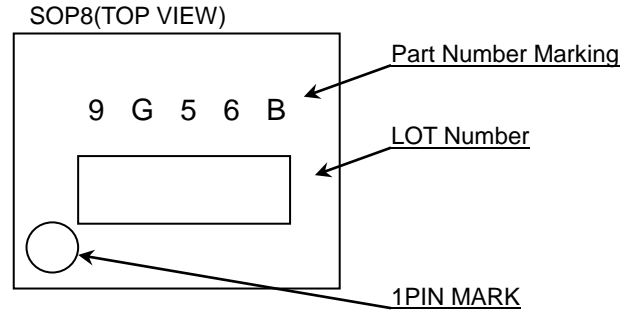 SOP8(TOP VIEW)
Part Number Marking
9 G 5 6 B
LOT Number
1PIN MARK